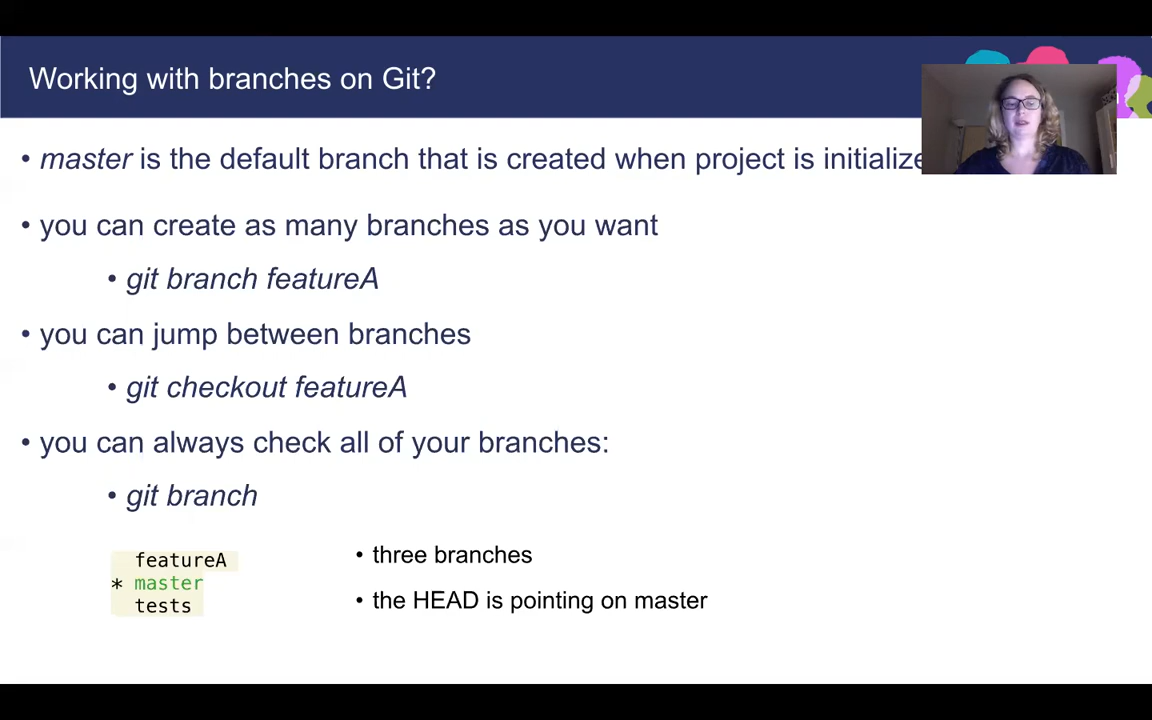 Working with branches on Git?
• master is the default branch that is created when project is initialize
• you can create as many branches as you want
• git branch featureA
• you can jump between branches
• git checkout featureA
• you can always check all of your branches:
• git branch
featureA
* master
tests
• three branches
• the HEAD is pointing on master